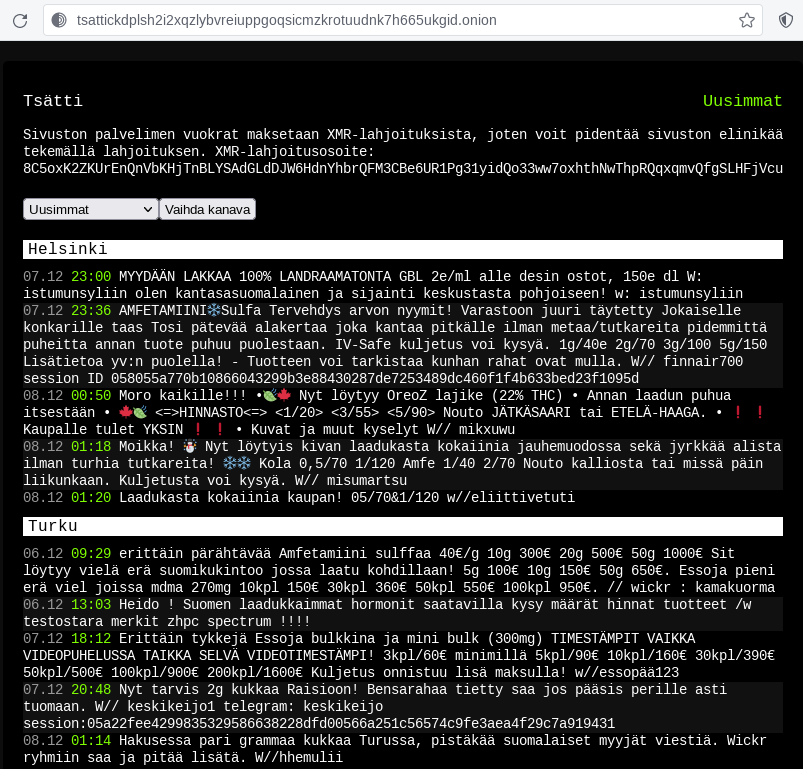 tsattickdplsh2i2xqzlybvreiuppgoqsicmzkrotuudnk7h665ukgid.onion
Tsätti
Uusimmat
Sivuston palvelimen vuokrat maksetaan XMR-lahjoituksista, joten voit pidentää sivuston elinikää
tekemällä lahjoituksen. XMR-lahjoitusosoite:
8C5oxK2ZKUrEnQnVbKHjTnBLYSAdGLdDJW6HdnYhbrQFM3CBe6UR1Pg31yidQo33ww7oxhthNwThpRQqxqmvQfgSLHFjVcu
Uusimmat
Vaihda kanava
Helsinki
07.12 23:00 MYYDÄÄN LAKKAA 100% LANDRAAMATONTA GBL 2e/ml alle desin ostot, 150e dl W:
istumunsyliin olen kantasasuomalainen ja sijainti keskustasta pohjoiseen! w: istumunsyliin
07.12 23:36 AMFETAMIINI❄️Sulfa Tervehdys arvon nyymit! Varastoon juuri täytetty Jokaiselle
konkarille taas Tosi pätevää alakertaa joka kantaa pitkälle ilman metaa/tutkareita pidemmittä
puheitta annan tuote puhuu puolestaan. IV-Safe kuljetus voi kysyä. 1g/40e 2g/70 3g/100 5g/150
Lisätietoa yv:n puolella! - Tuotteen voi tarkistaa kunhan rahat ovat mulla. W// finnair700
session ID 058055a770b10866043299b3e88430287de7253489dc460f1f4b633bed23f1095d
08.12 00:50 Moro kaikille!!! •🍃🍁 Nyt löytyy OreoZ lajike (22% THC) • Annan laadun puhua
itsestään • 🍁🍃 <=>HINNASTO<=> <1/20> <3/55> <5/90> Nouto JÄTKÄSAARI tai ETELÄ-HAAGA. • ❗ ❗
Kaupalle tulet YKSIN ❗ ❗ • Kuvat ja muut kyselyt W// mikxuwu
08.12 01:18 Moikka! ☃️ Nyt löytyis kivan laadukasta kokaiinia jauhemuodossa sekä jyrkkää alista
ilman turhia tutkareita! ❄️❄️ Kola 0,5/70 1/120 Amfe 1/40 2/70 Nouto kalliosta tai missä päin
liikunkaan. Kuljetusta voi kysyä. W// misumartsu
08.12 01:20 Laadukasta kokaiinia kaupan! 05/70&1/120 w//eliittivetuti
Turku
06.12 09:29 erittäin pärähtävää Amfetamiini sulffaa 40€/g 10g 300€ 20g 500€ 50g 1000€ Sit
löytyy vielä erä suomikukintoo jossa laatu kohdillaan! 5g 100€ 10g 150€ 50g 650€. Essoja pieni
erä viel joissa mdma 270mg 10kpl 150€ 30kpl 360€ 50kpl 550€ 100kpl 950€. // wickr : kamakuorma
06.12 13:03 Heido ! Suomen laadukkaimmat hormonit saatavilla kysy määrät hinnat tuotteet /w
testostara merkit zhpc spectrum !!!!
07.12 18:12 Erittäin tykkejä Essoja bulkkina ja mini bulk (300mg) TIMESTÄMPIT VAIKKA
VIDEOPUHELUSSA TAIKKA SELVÄ VIDEOTIMESTÄMPI! 3kpl/60€ minimillä 5kpl/90€ 10kpl/160€ 30kpl/390€
50kpl/500€ 100kpl/900€ 200kpl/1600€ Kuljetus onnistuu lisä maksulla! w//essopää123
07.12 20:48 Nyt tarvis 2g kukkaa Raisioon! Bensarahaa tietty saa jos pääsis perille asti
tuomaan. W// keskikeijo1 telegram: keskikeijo
session:05a22fee4299835329586638228dfd00566a251c56574c9fe3aea4f29c7a919431
08.12 01:14 Hakusessa pari grammaa kukkaa Turussa, pistäkää suomalaiset myyjät viestiä. Wickr
ryhmiin saa ja pitää lisätä. W//hhemulii